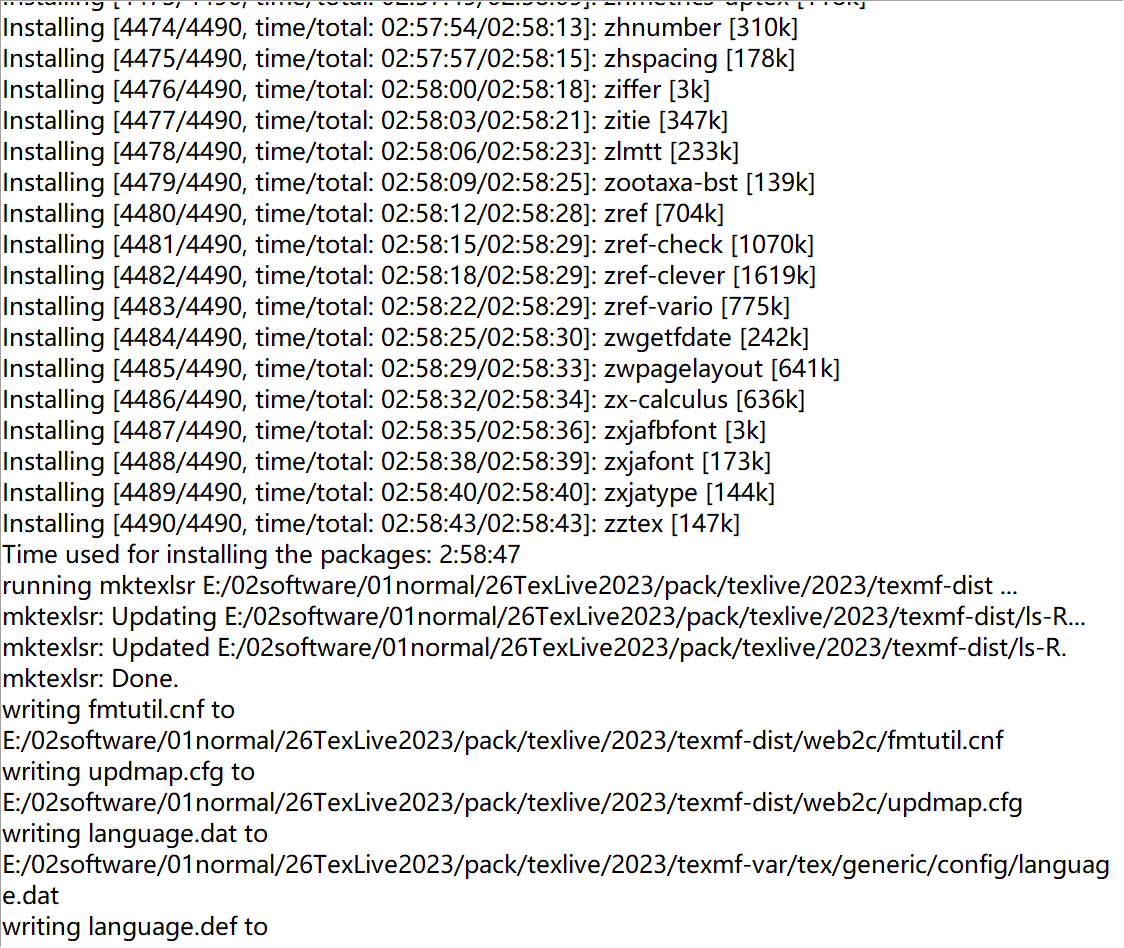 Installing [4474/4490, time/total: 02:57:54/02:58:13]: zhnumber [310k]
Installing [4475/4490, time/total: 02:57:57/02:58:15]: zhspacing [178k]
Installing [4476/4490, time/total: 02:58:00/02:58:18]: ziffer [3k]
Installing [4477/4490, time/total: 02:58:03/02:58:21]: zitie [347k]
Installing [4478/4490, time/total: 02:58:06/02:58:23]: zlmtt [233k]
Installing [4479/4490, time/total: 02:58:09/02:58:25]: zootaxa-bst [139k]
Installing [4480/4490, time/total: 02:58:12/02:58:28]: zref [704k]
Installing [4481/4490, time/total: 02:58:15/02:58:29]: zref-check [1070k]
Installing [4482/4490, time/total: 02:58:18/02:58:29]: zref-clever [1619k]
Installing [4483/4490, time/total: 02:58:22/02:58:29]: zref-vario [775k]
Installing [4484/4490, time/total: 02:58:25/02:58:30]: zwgetfdate [242k]
Installing [4485/4490, time/total: 02:58:29/02:58:33]: zwpagelayout [641k]
Installing [4486/4490, time/total: 02:58:32/02:58:34]: zx-calculus [636k]
Installing [4487/4490, time/total: 02:58:35/02:58:36]: zxjafbfont [3k]
Installing [4488/4490, time/total: 02:58:38/02:58:39]: zxjafont [173k]
Installing [4489/4490, time/total: 02:58:40/02:58:40]: zxjatype [144k]
Installing [4490/4490, time/total: 02:58:43/02:58:43]: zztex [147k]
Time used for installing the packages: 2:58:47
running mktexlsr E:/02software/01normal/26TexLive2023/pack/texlive/2023/texmf-dist ...
mktexlsr: Updating E:/02software/01normal/26TexLive2023/pack/texlive/2023/texmf-dist/ls-R...
mktexlsr: Updated E:/02software/01normal/26TexLive2023/pack/texlive/2023/texmf-dist/ls-R.
mktexlsr: Done.
writing fmtutil.cnf to
E:/02software/01normal/26TexLive2023/pack/texlive/2023/texmf-dist/web2c/fmtutil.cnf
writing updmap.cfg to
E:/02software/01normal/26TexLive2023/pack/texlive/2023/texmf-dist/web2c/updmap.cfg
writing language.dat to
E:/02software/01normal/26TexLive2023/pack/texlive/2023/texmf-var/tex/generic/config/languag
e.dat
writing language.def to